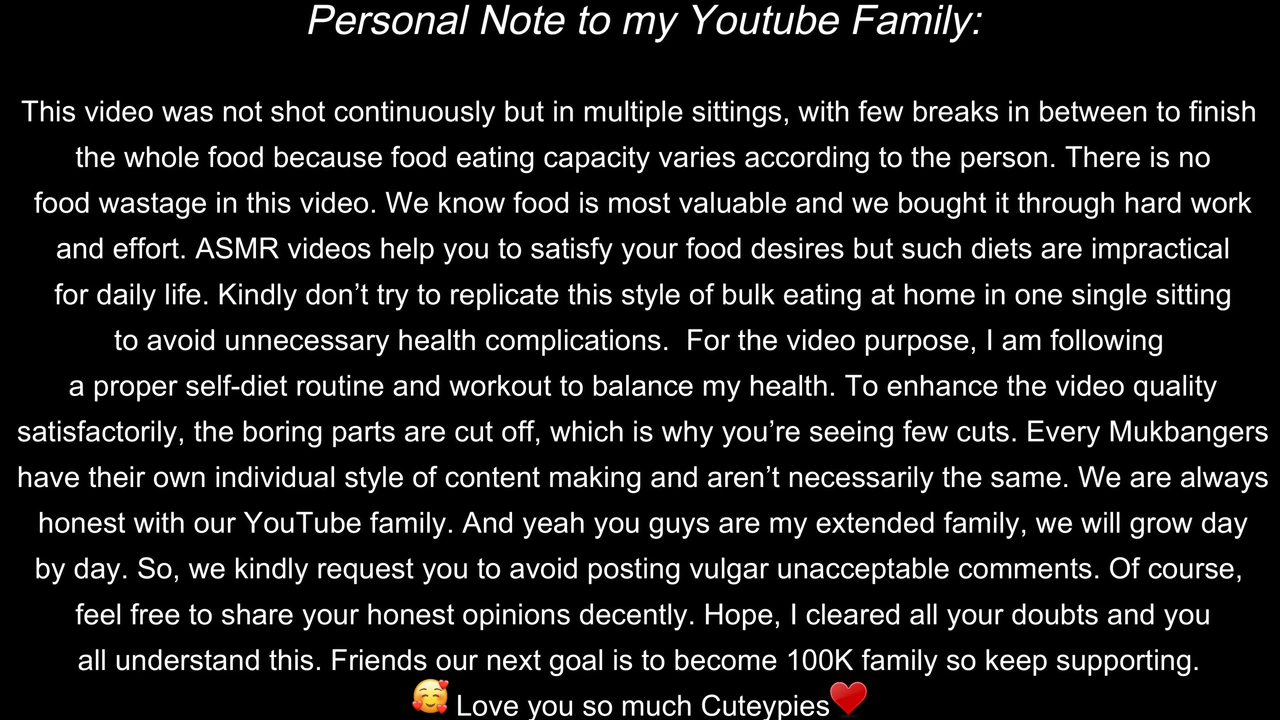 Personal Note to my Youtube Family:
This video was not shot continuously but in multiple sittings, with few breaks in between to finish
the whole food because food eating capacity varies according to the person. There is no
food wastage in this video. We know food is most valuable and we bought it through hard work
and effort. ASMR videos help you to satisfy your food desires but such diets are impractical
for daily life. Kindly don’t try to replicate this style of bulk eating at home in one single sitting
to avoid unnecessary health complications.  For the video purpose, I am following
a proper self-diet routine and workout to balance my health. To enhance the video quality
satisfactorily, the boring parts are cut off, which is why you’re seeing few cuts. Every Mukbangers
have their own individual style of content making and aren’t necessarily the same. We are always
honest with our YouTube family. And yeah you guys are my extended family, we will grow day
by day. So, we kindly request you to avoid posting vulgar unacceptable comments. Of course,
feel free to share your honest opinions decently. Hope, I cleared all your doubts and you
all understand this. Friends our next goal is to become 100K family so keep supporting.
🥰 Love you so much Cuteypies❤️